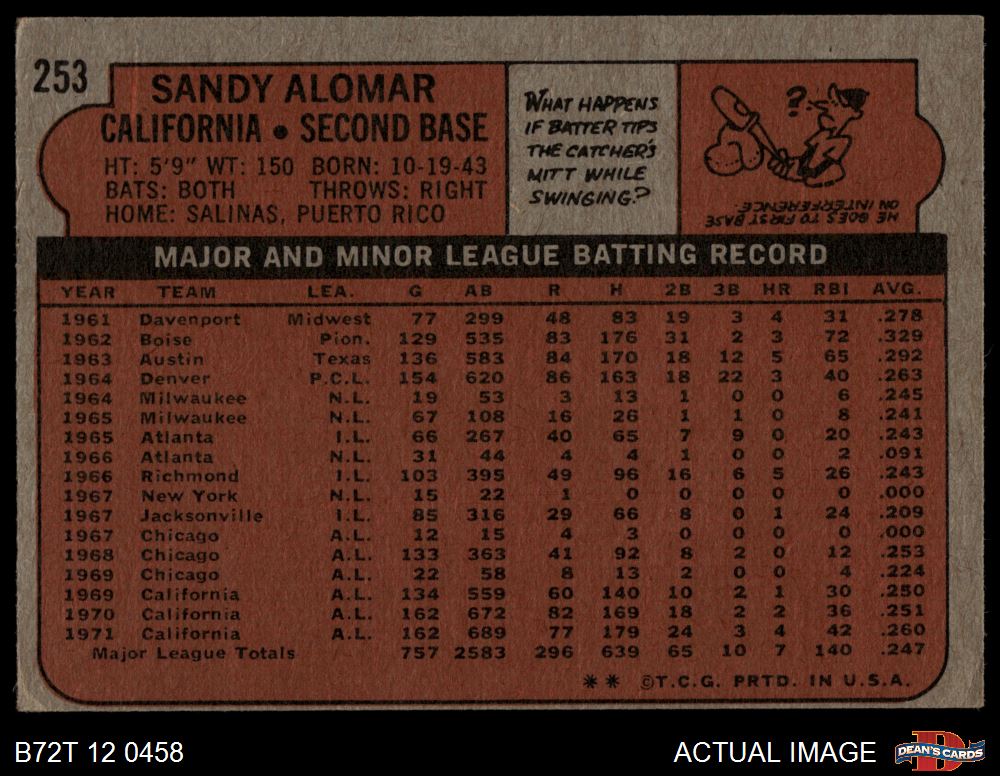 253
SANDY ALOMAR
CALIFORNIA • SECOND BASE
HT: 5'9" WT: 150 BORN: 10-19-43
BATS: BOTH THROWS: RIGHT
HOME: SALINAS, PUERTO RICO
WHAT HAPPENS
IF BATTER TIPS
THE CATCHER'S
MITT WHILE
SWINGING?
?
HE GOES TO FIRST BASE
ON INTERFERENCE.
MAJOR AND MINOR LEAGUE BATTING RECORD
YEAR TEAM LEA. G AB R H 2B 3B HR RBI AVG.
1961 Davenport Midwest 77 299 48 83 19 3 4 31 .278
1962 Boise Pion. 129 535 83 176 31 2 3 72 .329
1963 Austin Texas 136 583 84 170 18 12 5 65 .292
1964 Denver P.C.L. 154 620 86 163 18 22 3 40 .263
1964 Milwaukee N.L. 19 53 3 13 1 0 0 6 .245
1965 Milwaukee N.L. 67 108 16 26 1 1 0 8 .241
1965 Atlanta I.L. 66 267 40 65 7 9 0 20 .243
1966 Atlanta N.L. 31 44 4 4 1 0 0 2 .091
1966 Richmond I.L. 103 395 49 96 16 6 5 26 .243
1967 New York N.L. 15 22 1 0 0 0 0 0 .000
1967 Jacksonville I.L. 85 316 29 66 8 0 1 24 .209
1967 Chicago A.L. 12 15 4 3 0 0 0 0 .000
1968 Chicago A.L. 133 363 41 92 8 2 0 12 .253
1969 Chicago A.L. 22 58 8 13 2 0 0 4 .224
1969 California A.L. 134 559 60 140 10 2 1 30 .250
1970 California A.L. 162 672 82 169 18 2 2 36 .251
1971 California A.L. 162 689 77 179 24 3 4 42 .260
Major League Totals 757 2583 296 639 65 10 7 140 .247
** ©T.C.G. PRTD. IN U.S.A.
B72T 12 0458
ACTUAL IMAGE
D
DEAN'S CARDS